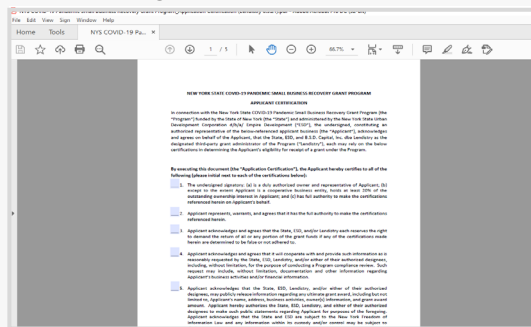 NYS COVID-19 Pandemic Small Business Recovery Grant Program_Application Certification (Lendistry ESD).pdf - Adobe Acrobat Pro DC
File Edit View Sign Window Help
Home Tools NYS COVID-19 Pa... ×
1 / 5 66.7%
NEW YORK STATE COVID-19 PANDEMIC SMALL BUSINESS RECOVERY GRANT PROGRAM
APPLICANT CERTIFICATION
In connection with the New York State COVID-19 Pandemic Small Business Recovery Grant Program (the
"Program") funded by the State of New York (the "State") and administered by the New York State Urban
Development Corporation d/b/a/ Empire Development ("ESD"), the undersigned, constituting an
authorized representative of the below-referenced applicant business (the "Applicant"), acknowledges
and agrees on behalf of the Applicant, that the State, ESD, and B.S.D. Capital, Inc. dba Lendistry as the
designated third-party grant administrator of the Program ("Lendistry"), each may rely on the below
certifications in determining the Applicant's eligibility for receipt of a grant under the Program.
By executing this document (the "Application Certification"), the Applicant hereby certifies to all of the
following (please initial next to each of the certifications below):
1. The undersigned signatory: (a) is a duly authorized owner and representative of Applicant; (b)
except to the extent Applicant is a cooperative business entity, holds at least 20% of the
outstanding ownership interest in Applicant; and (c) has full authority to make the certifications
referenced herein on Applicant's behalf.
2. Applicant represents, warrants, and agrees that it has the full authority to make the certifications
referenced herein.
3. Applicant acknowledges and agrees that the State, ESD, and/or Lendistry each reserves the right
to demand the return of all or any portion of the grant funds if any of the certifications made
herein are determined to be false or not adhered to.
4. Applicant acknowledges and agrees that it will cooperate with and provide such information as is
reasonably requested by the State, ESD, Lendistry, and/or either of their authorized designees,
including, without limitation, for the purpose of conducting a Program compliance review. Such
request may include, without limitation, documentation and other information regarding
Applicant's business activities and/or financial information.
5. Applicant acknowledges that the State, ESD, Lendistry, and/or either of their authorized
designees, may publicly release information regarding any ultimate grant award, including but not
limited to, Applicant's name, address, business activities, owner(s) information, and grant award
amount. Applicant hereby authorizes the State, ESD, Lendistry, and either of their authorized
designees to make such public statements regarding Applicant for purposes of the foregoing.
Applicant acknowledges that the State and ESD are subject to the New York Freedom of
Information Law and any information within its custody and/or control may be subject to